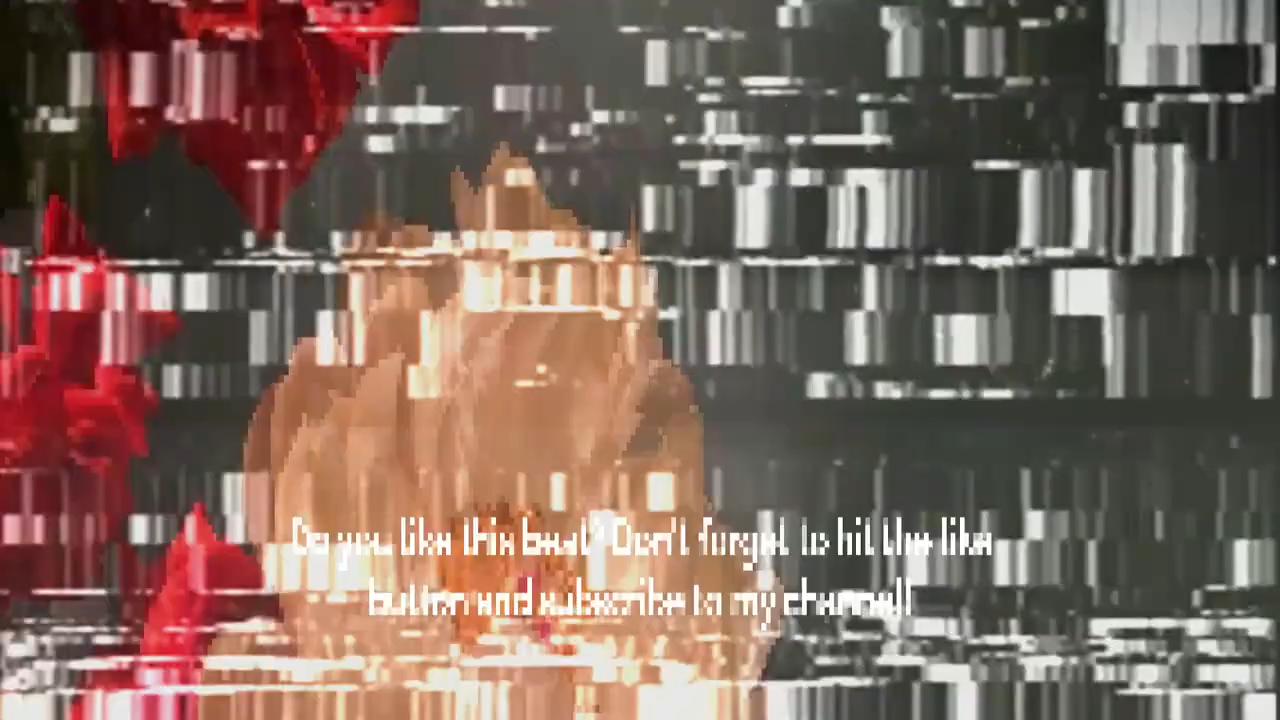 Do you like this beat? Don't forget to hit the like
button and subscribe to my channel!